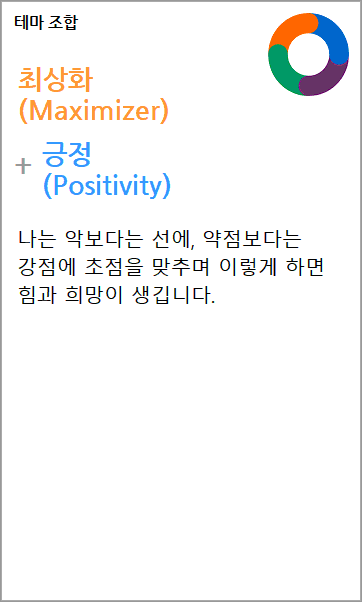 테마 조합
최상화
(Maximizer)
+ 긍정
(Positivity)
나는 악보다는 선에, 약점보다는
강점에 초점을 맞추며 이렇게 하면
힘과 희망이 생깁니다.